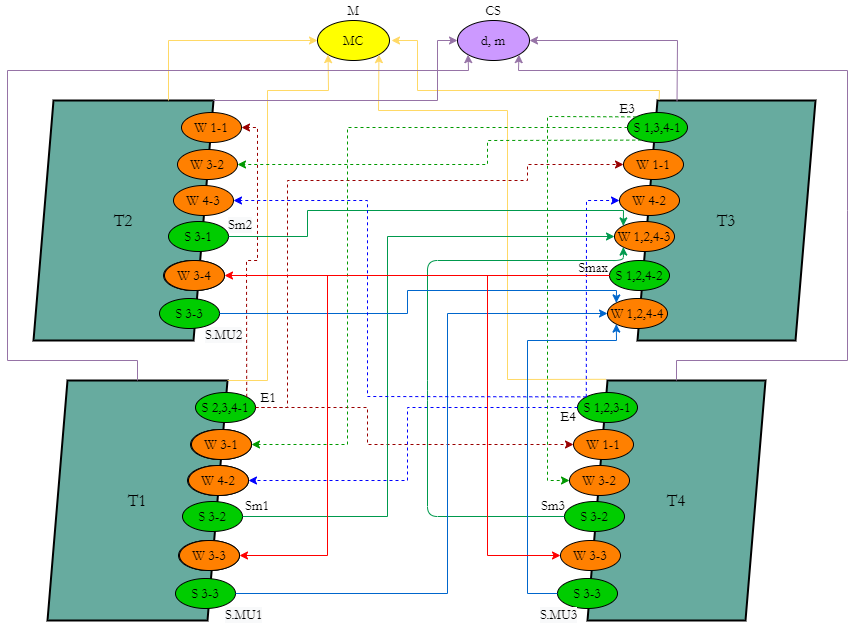 M
CS
MC
d, m
T2
W 1-1
W 3-2
W 4-3
S 3-1
Sm2
W 3-4
S 3-3
S.MU2
E3
S 1,3,4-1
W 1-1
W 4-2
W 1,2,4-3
Smax
S 1,2,4-2
W 1,2,4-4
T3
T1
S 2,3,4-1
E1
W 3-1
W 4-2
S 3-2
Sm1
W 3-3
S 3-3
S.MU1
S 1,2,3-1
E4
W 1-1
W 3-2
Sm3
S 3-2
W 3-3
S 3-3
S.MU3
T4